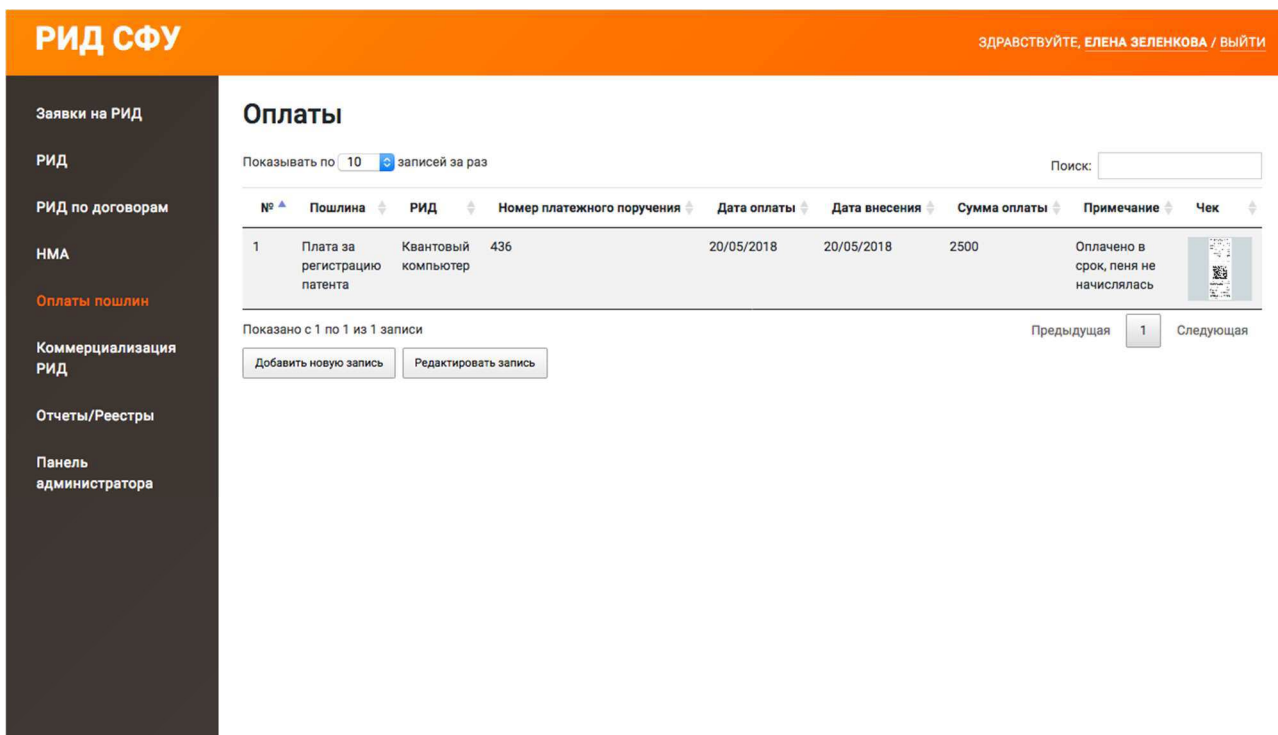 РИД СФУ
ЗДРАВСТВУЙТЕ, ЕЛЕНА ЗЕЛЕНКОВА / ВЫЙТИ
Заявки на РИД
РИД
РИД по договорам
НМА
Оплаты пошлин
Коммерциализация
РИД
Отчеты/Реестры
Панель
администратора
Оплаты
Показывать по 10 записей за раз
Поиск:
№ Пошлина РИД Номер платежного поручения Дата оплаты Дата внесения Сумма оплаты Примечание Чек
1 Плата за Квантовый 436 20/05/2018 20/05/2018 2500 Оплачено в
регистрацию компьютер срок, пеня не
патента начислялась
Показано с 1 по 1 из 1 записи
Предыдущая 1 Следующая
Добавить новую запись Редактировать запись